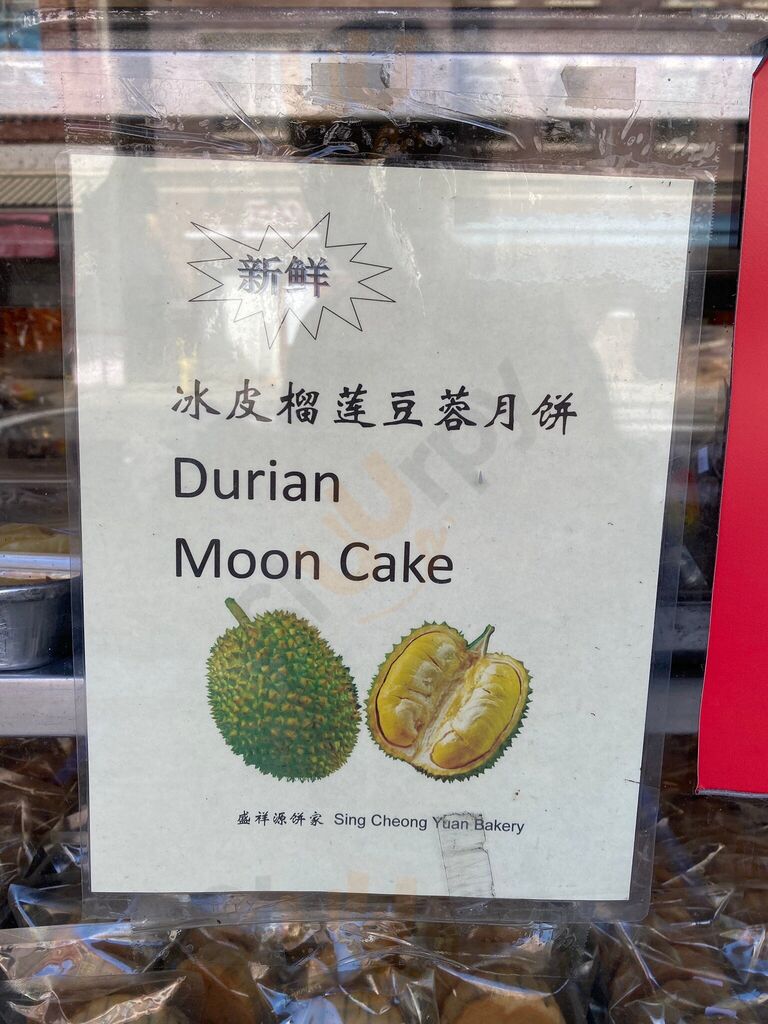 新鲜
冰皮榴莲豆蓉月饼
Durian
Moon Cake
盛祥源饼家 Sing Cheong Yuan Bakery